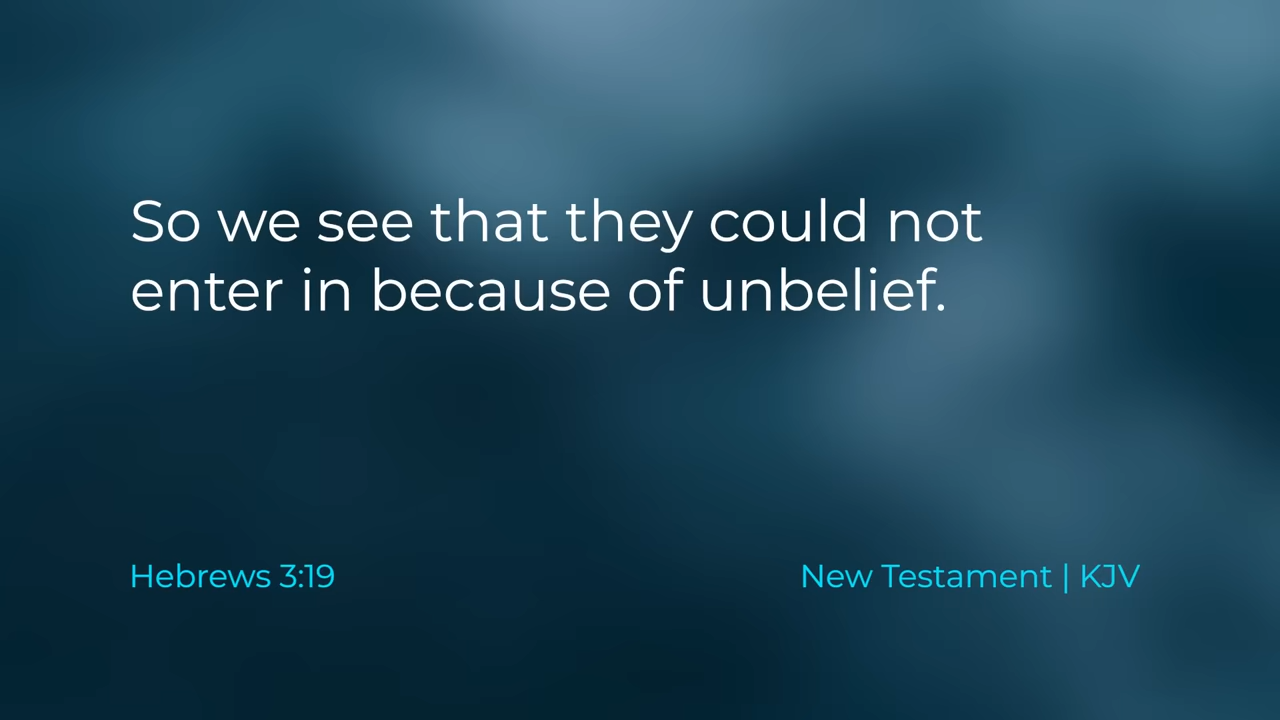 So we see that they could not
enter in because of unbelief.
Hebrews 3:19
New Testament | KJV